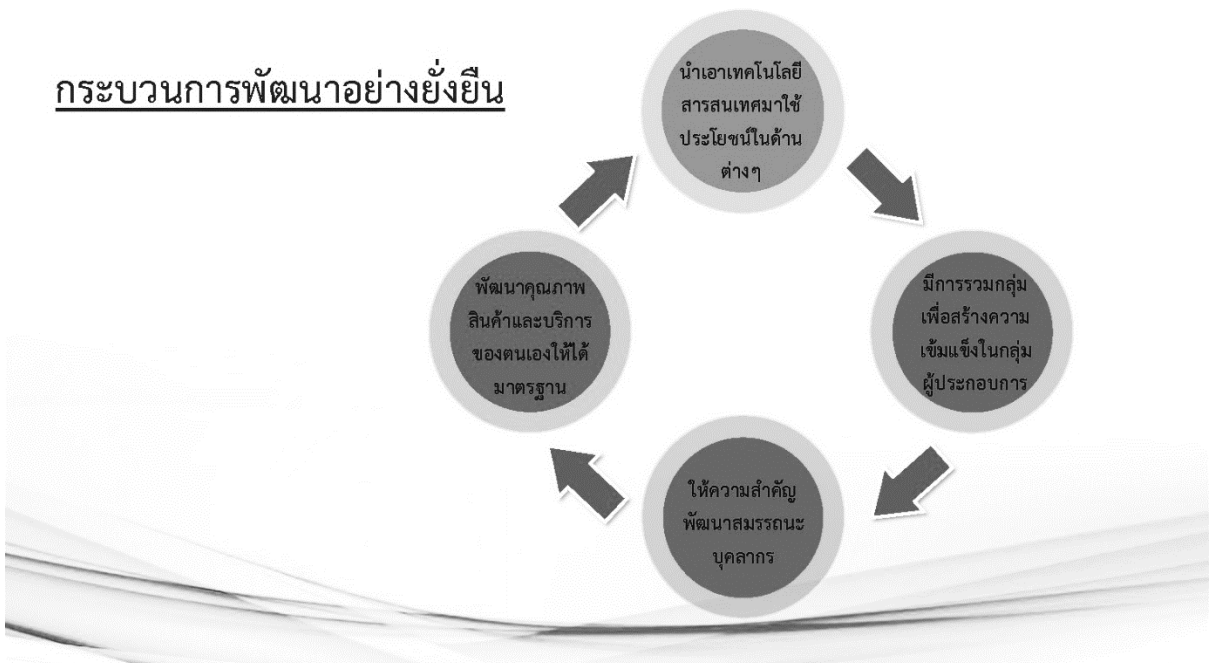 กระบวนการพัฒนาอย่างยั่งยืน
นำเอาเทคโนโลยี
สารสนเทศมาใช้
ประโยชน์ในด้าน
ต่างๆ
มีการรวมกลุ่ม
เพื่อสร้างความ
เข้มแข็งในกลุ่ม
ผู้ประกอบการ
ให้ความสำคัญ
พัฒนาสมรรถนะ
บุคลากร
พัฒนาคุณภาพ
สินค้าและบริการ
ของตนเองให้ได้
มาตรฐาน